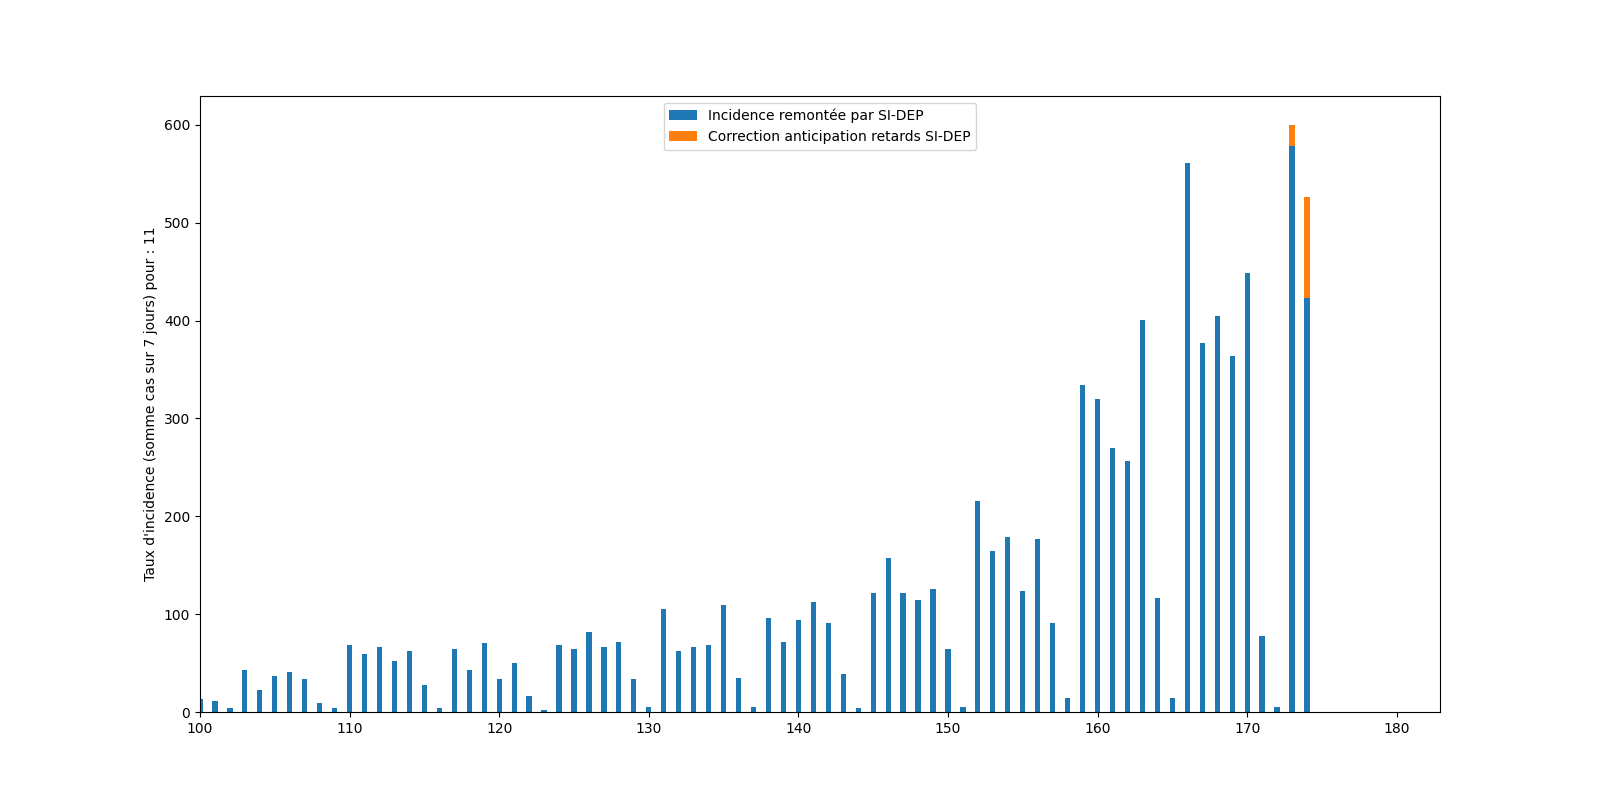 Incidence remontée par SI-DEP
Correction anticipation retards SI-DEP
Taux d'incidence (somme cas sur 7 jours) pour : 11
600
500
400
300
200
100
0
100 110 120 130 140 150 160 170 180